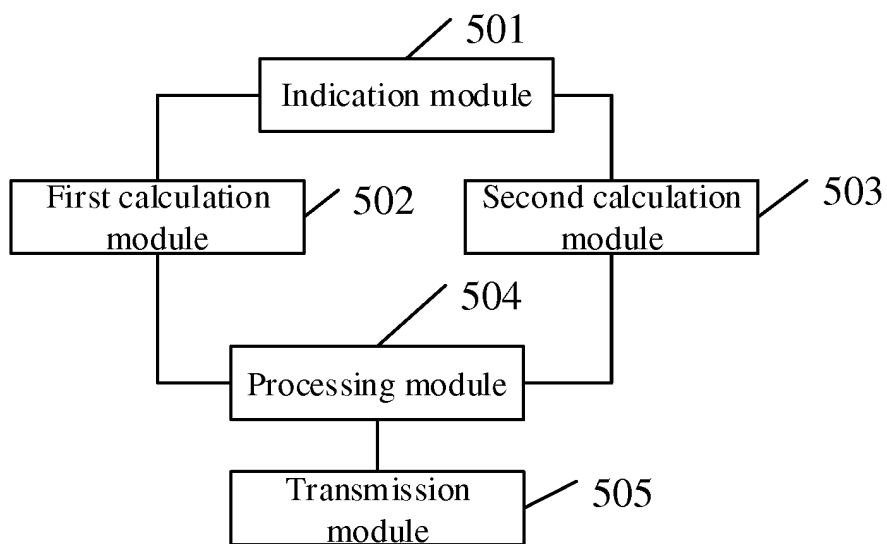 501
Indication module
First calculation
module
502
Second calculation
module
503
504
Processing module
Transmission
module
505